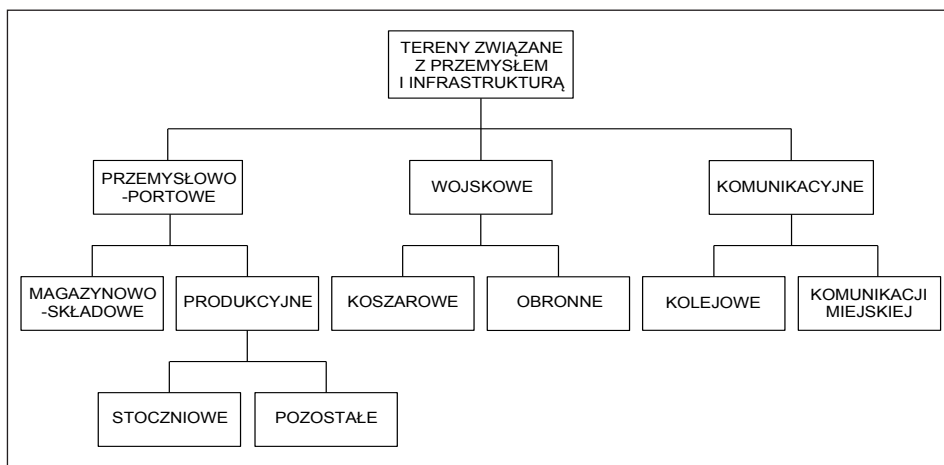 TERENY ZWIĄZANE
Z PRZEMYSŁEM
I INFRASTRUKTURĄ
PRZEMYSŁOWO
-PORTOWE
WOJSKOWE
KOMUNIKACYJNE
MAGAZYNOWO
-SKŁADOWE
PRODUKCYJNE
KOSZAROWE
OBRONNE
KOLEJOWE
KOMUNIKACJI
MIEJSKIEJ
STOCZNIOWE
POZOSTAŁE